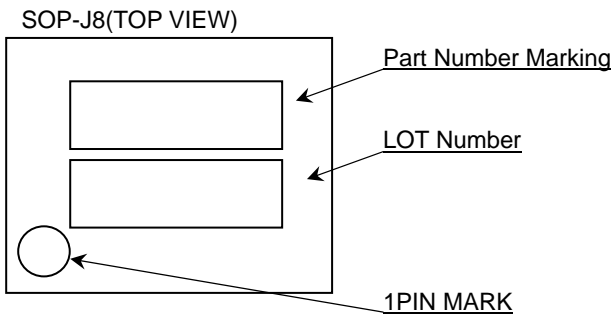 SOP-J8(TOP VIEW)
Part Number Marking
LOT Number
1PIN MARK